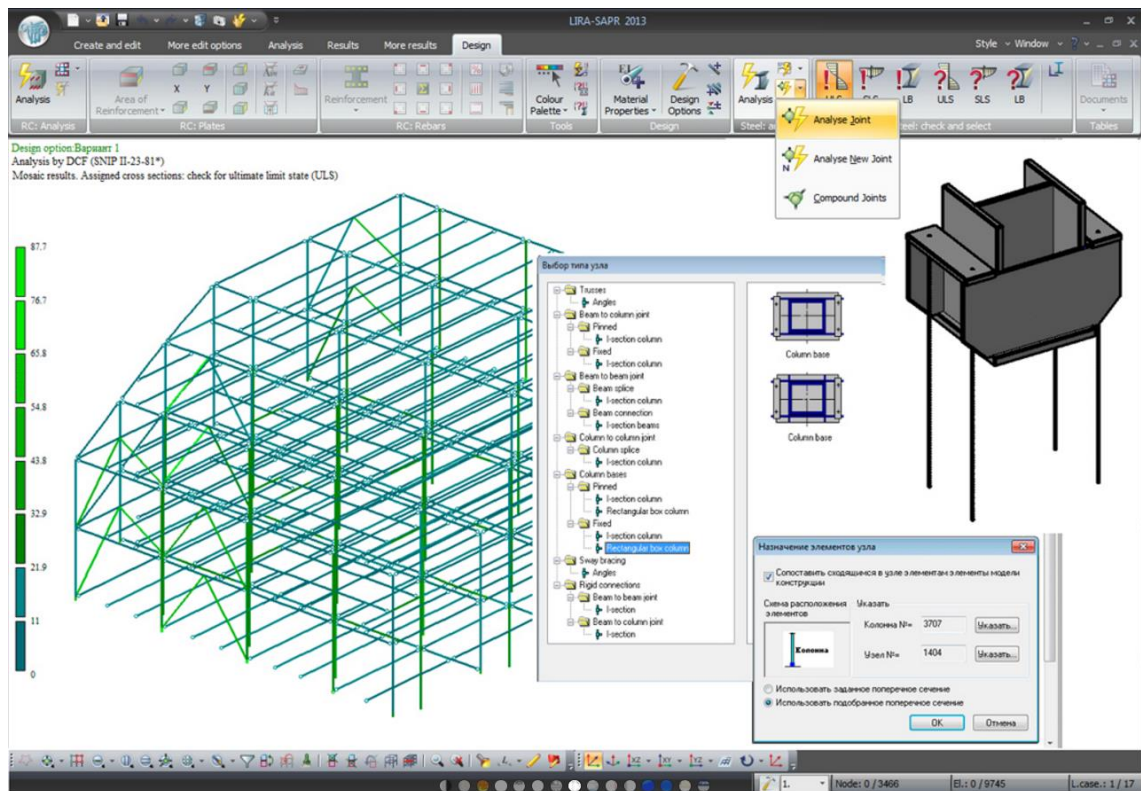 LIRA-SAPR 2013
Create and edit More edit options Analysis Results More results Design Style Window
Analysis
X Y
Area of
Reinforcement
Reinforcement
Colour
Palette
Material
Properties
Design
Options
Analysis
LB ULS SLS LB
Documents
RC: Analysis RC: Plates RC: Rebars Tools Design Steel: check and select Tables
Analyse Joint
N Analyse New Joint
Compound Joints
Design option:Вариант 1
Analysis by DCF (SNIP II-23-81*)
Mosaic results. Assigned cross sections: check for ultimate limit state (ULS)
87.7
76.7
65.8
54.8
43.8
32.9
21.9
11
0
Выбор типа узла
Trusses
Angles
Beam to column joint
Pinned
I-section column
Fixed
I-section column
Beam to beam joint
Beam splice
I-section column
Beam connection
I-section beams
Column to column joint
Column splice
I-section column
Column bases
Pinned
I-section column
Rectangular box column
Fixed
I-section column
Rectangular box column
Sway bracing
Angles
Rigid connections
Beam to beam joint
I-section
Beam to column joint
I-section
Column base
Column base
Назначение элементов узла
Сопоставить сходящимся в узле элементам элементы модели
конструкции
Схема расположения
элементов
Колонна
Указать
Колонна №= 3707 Указать...
Узел №= 1404 Указать...
Использовать заданное поперечное сечение
Использовать подобранное поперечное сечение
OK Отмена
XZ XY YZ
1. Node: 0 / 3466 El.: 0 / 9745 L.case.: 1 / 17